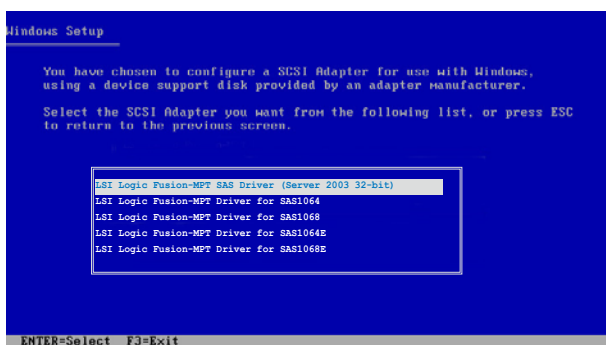 Windows Setup
You have chosen to configure a SCSI Adapter for use with Windows,
using a device support disk provided by an adapter manufacturer.
Select the SCSI Adapter you want from the following list, or press ESC
to return to the previous screen.
LSI Logic Fusion-MPT SAS Driver (Server 2003 32-bit)
LSI Logic Fusion-MPT Driver for SAS1064
LSI Logic Fusion-MPT Driver for SAS1068
LSI Logic Fusion-MPT Driver for SAS1064E
LSI Logic Fusion-MPT Driver for SAS1068E
ENTER=Select F3=Exit